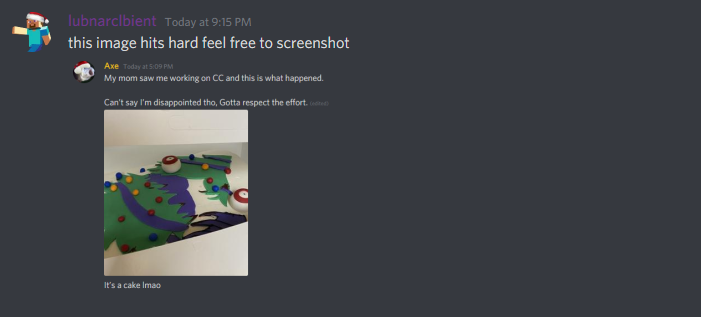 lubnarclbient Today at 9:15 PM
this image hits hard feel free to screenshot
Axe Today at 5:09 PM
My mom saw me working on CC and this is what happened.
Can't say I'm disappointed tho, Gotta respect the effort. (edited)
It's a cake lmao